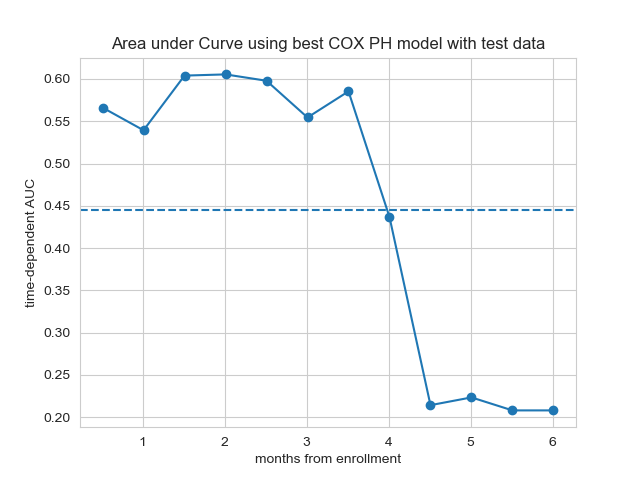 Area under Curve using best COX PH model with test data
time-dependent AUC
0.60
0.55
0.50
0.45
0.40
0.35
0.30
0.25
0.20
1 2 3 4 5 6
months from enrollment